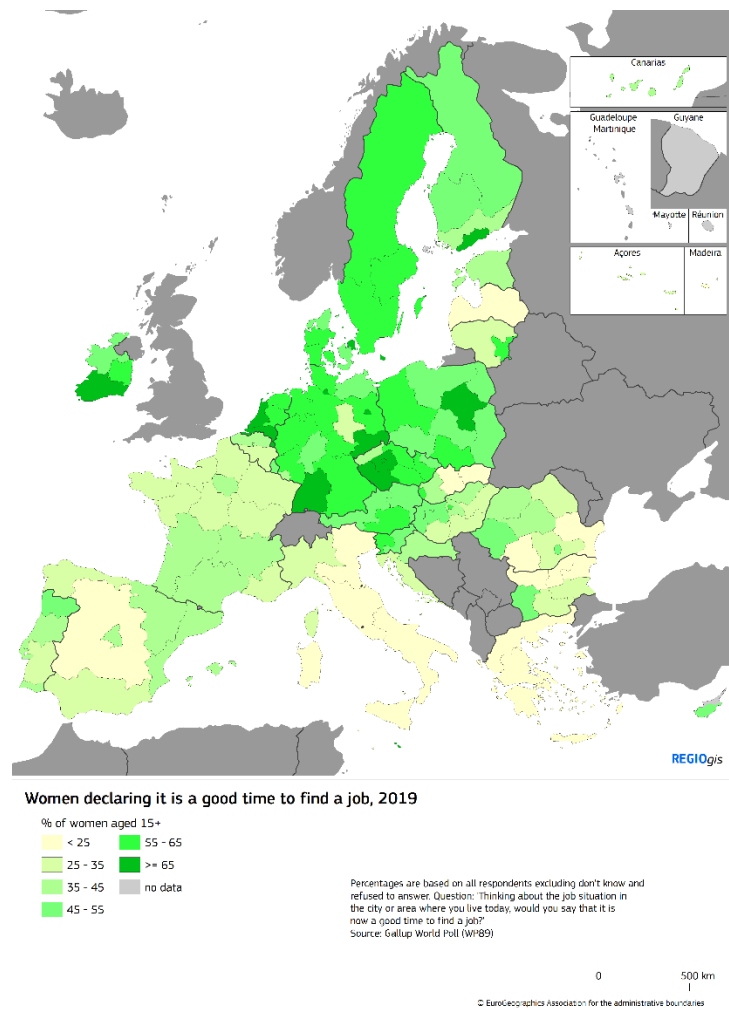 Canarias
Guadeloupe
Martinique
Guyane
Mayotte
Réunion
Açores
Madeira
REGIOgis
Women declaring it is a good time to find a job, 2019
% of women aged 15+
< 25
25 - 35
35 - 45
45 - 55
55 - 65
>= 65
no data
Percentages are based on all respondents excluding don't know and
refused to answer. Question: 'Thinking about the job situation in
the city or area where you live today, would you say that it is
now a good time to find a job?'
Source: Gallup World Poll (WP89)
0 500 km
© EuroGeographics Association for the administrative boundaries